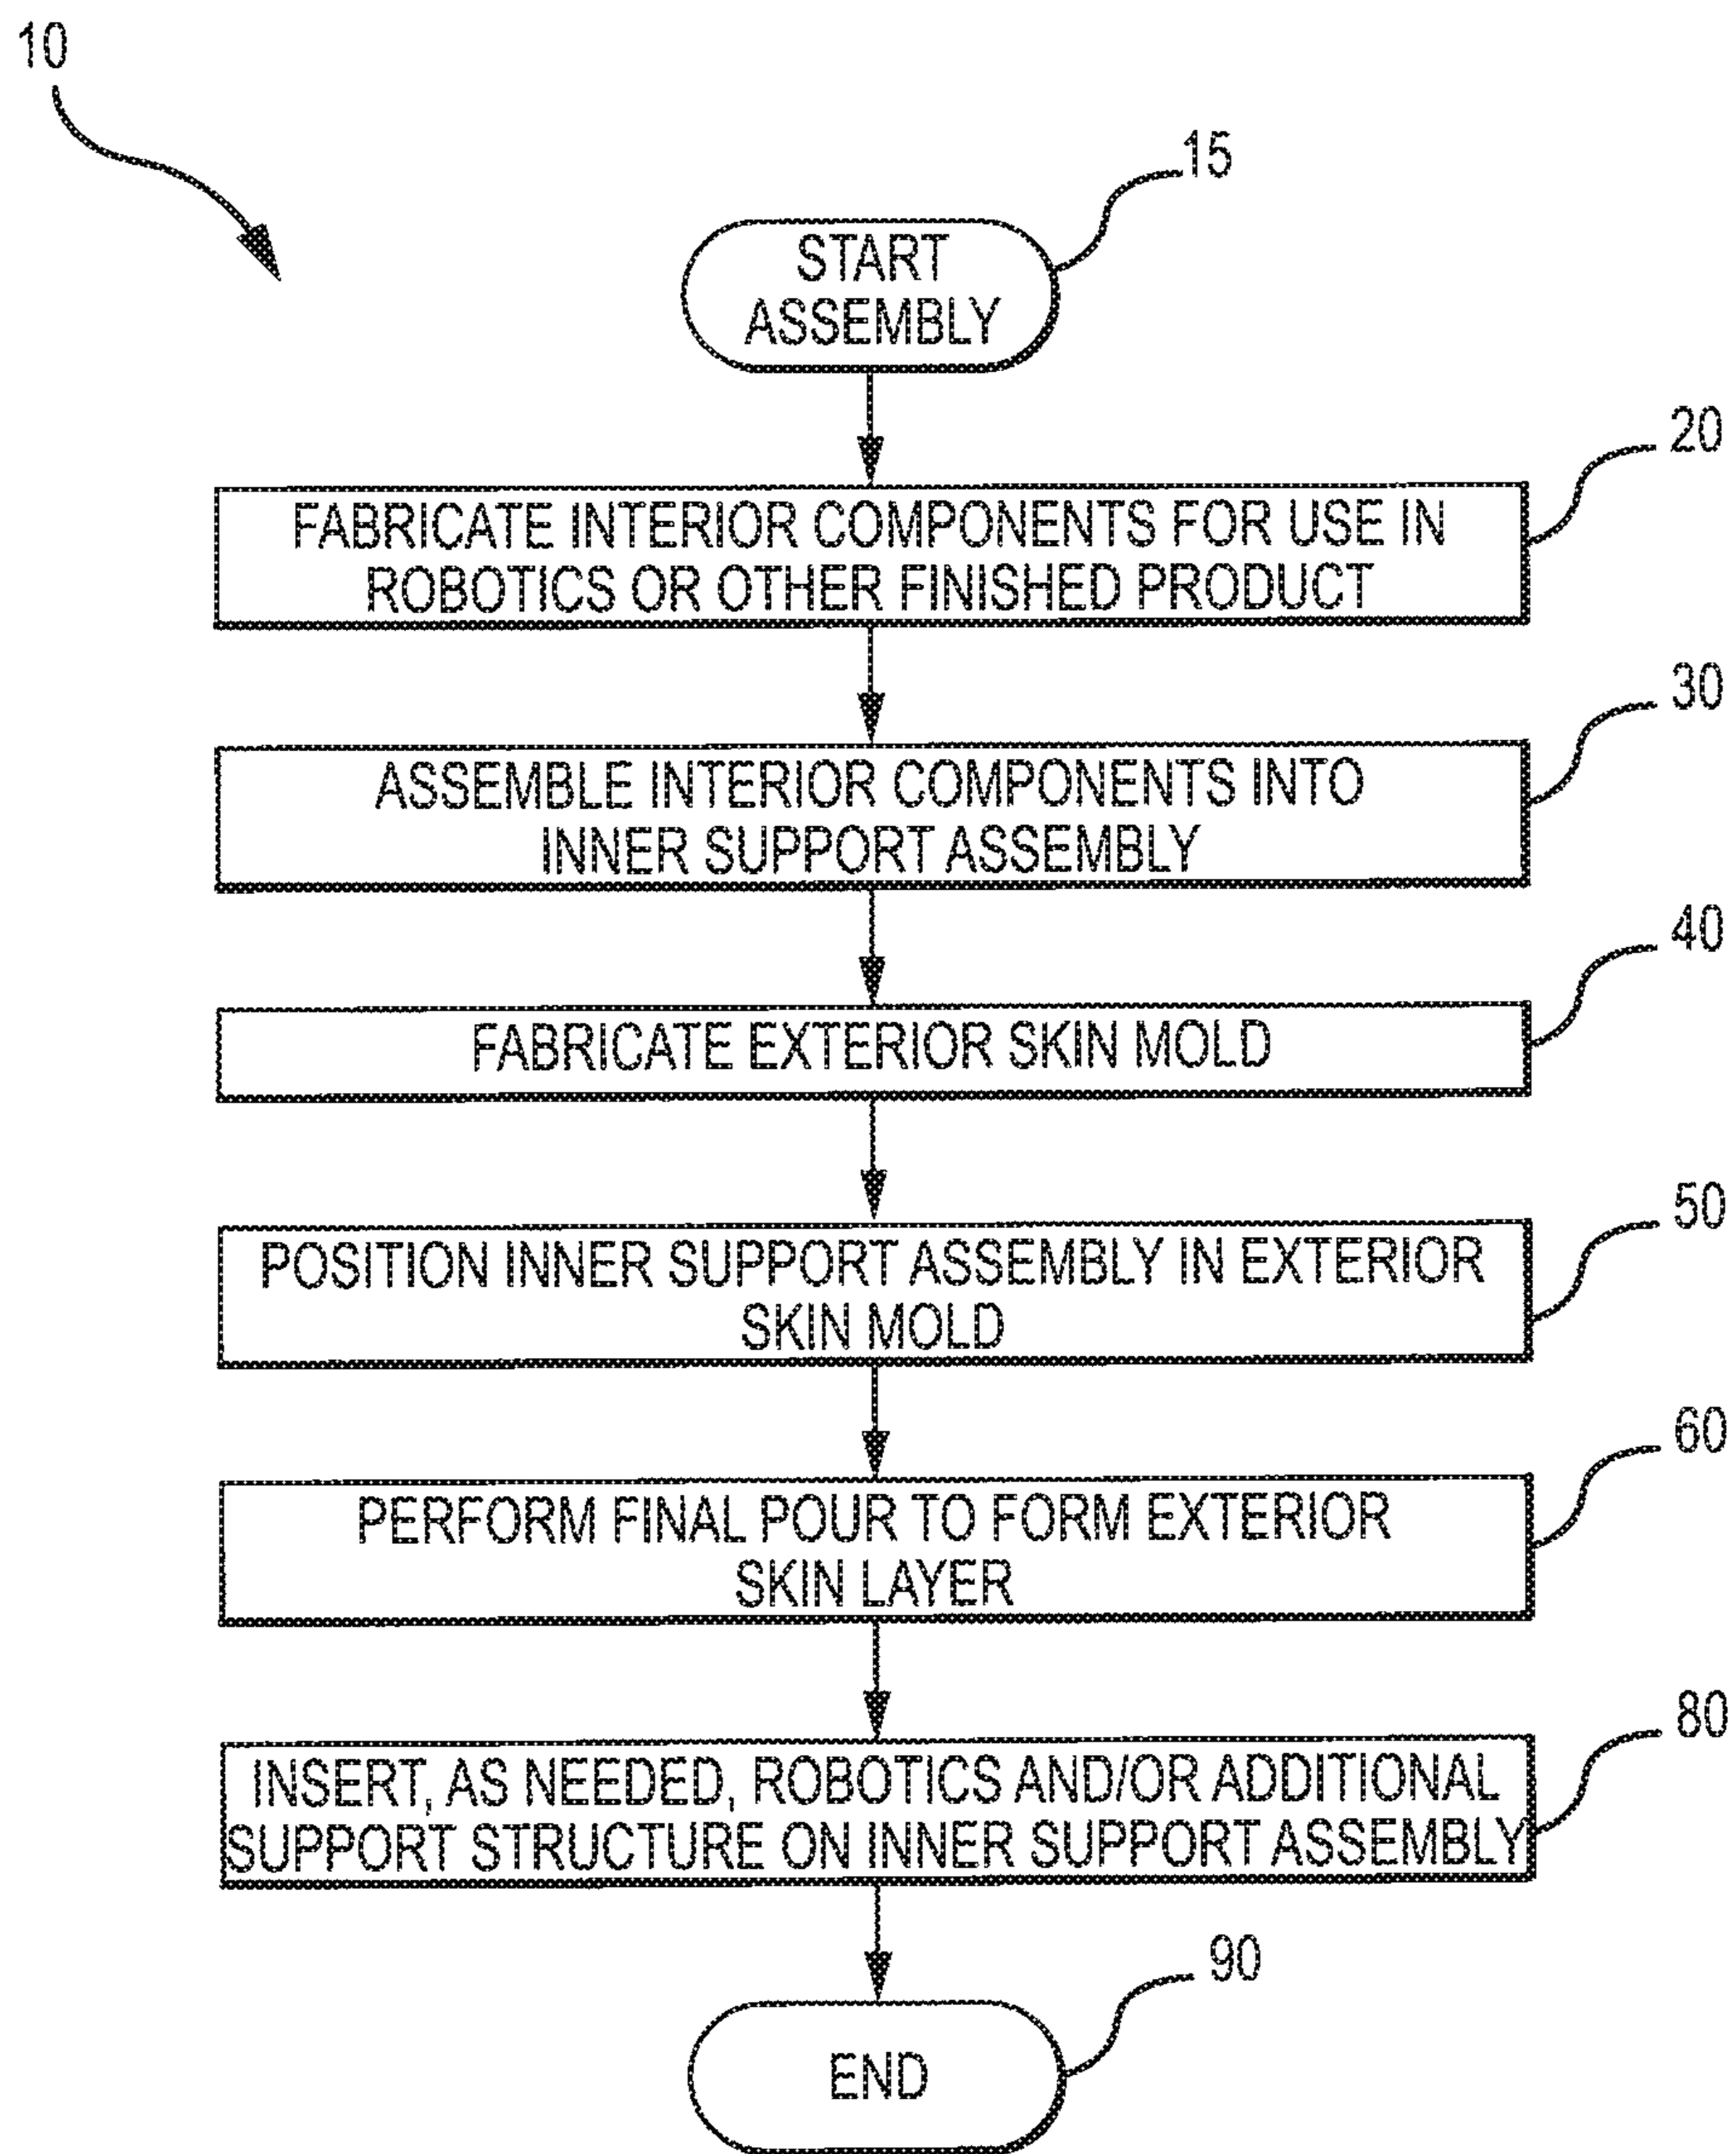 10
15
START
ASSEMBLY
20
FABRICATE INTERIOR COMPONENTS FOR USE IN
ROBOTICS OR OTHER FINISHED PRODUCT
30
ASSEMBLE INTERIOR COMPONENTS INTO
INNER SUPPORT ASSEMBLY
40
FABRICATE EXTERIOR SKIN MOLD
50
POSITION INNER SUPPORT ASSEMBLY IN EXTERIOR
SKIN MOLD
60
PERFORM FINAL POUR TO FORM EXTERIOR
SKIN LAYER
80
INSERT, AS NEEDED, ROBOTICS AND/OR ADDITIONAL
SUPPORT STRUCTURE ON INNER SUPPORT ASSEMBLY
90
END